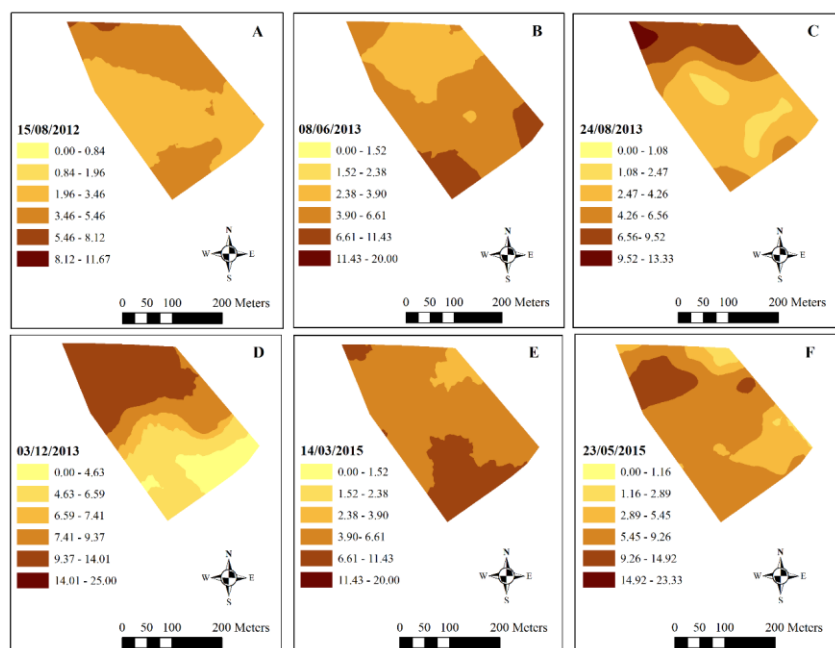 A
15/08/2012
0.00 - 0.84
0.84 - 1.96
1.96 - 3.46
3.46 - 5.46
5.46 - 8.12
8.12 - 11.67
N
W E
S
0 50 100 200 Meters
B
08/06/2013
0.00 - 1.52
1.52 - 2.38
2.38 - 3.90
3.90 - 6.61
6.61 - 11.43
11.43 - 20.00
N
W E
S
0 50 100 200 Meters
C
24/08/2013
0.00 - 1.08
1.08 - 2.47
2.47 - 4.26
4.26 - 6.56
6.56- 9.52
9.52 - 13.33
N
W E
S
0 50 100 200 Meters
D
03/12/2013
0.00 - 4.63
4.63 - 6.59
6.59 - 7.41
7.41 - 9.37
9.37 - 14.01
14.01 - 25.00
N
W E
S
0 50 100 200 Meters
E
14/03/2015
0.00 - 1.52
1.52 - 2.38
2.38 - 3.90
3.90- 6.61
6.61 - 11.43
11.43 - 20.00
N
W E
S
0 50 100 200 Meters
F
23/05/2015
0.00 - 1.16
1.16 - 2.89
2.89 - 5.45
5.45 - 9.26
9.26 - 14.92
14.92 - 23.33
N
W E
S
0 50 100 200 Meters